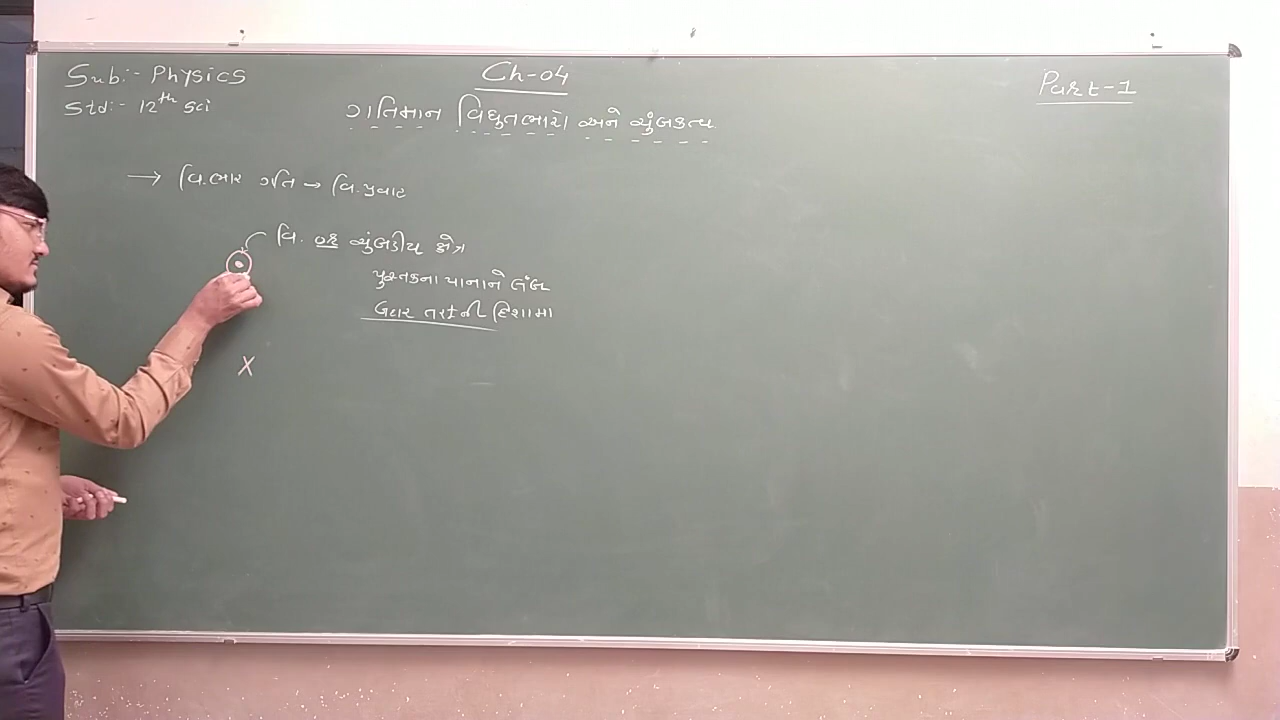 Sub:- Physics
Std:- 12th Sci
Ch-04
Part-1
ગતિમાન વિદ્યુતભારો અને ચુંબકત્વ
→ વિ.ભાર ગતિ → વિ.પ્રવાહ
વિ. ચુંબકીય ક્ષેત્ર
પુસ્તકના પાનાને લંબ
બહાર તરફની દિશામાં
X